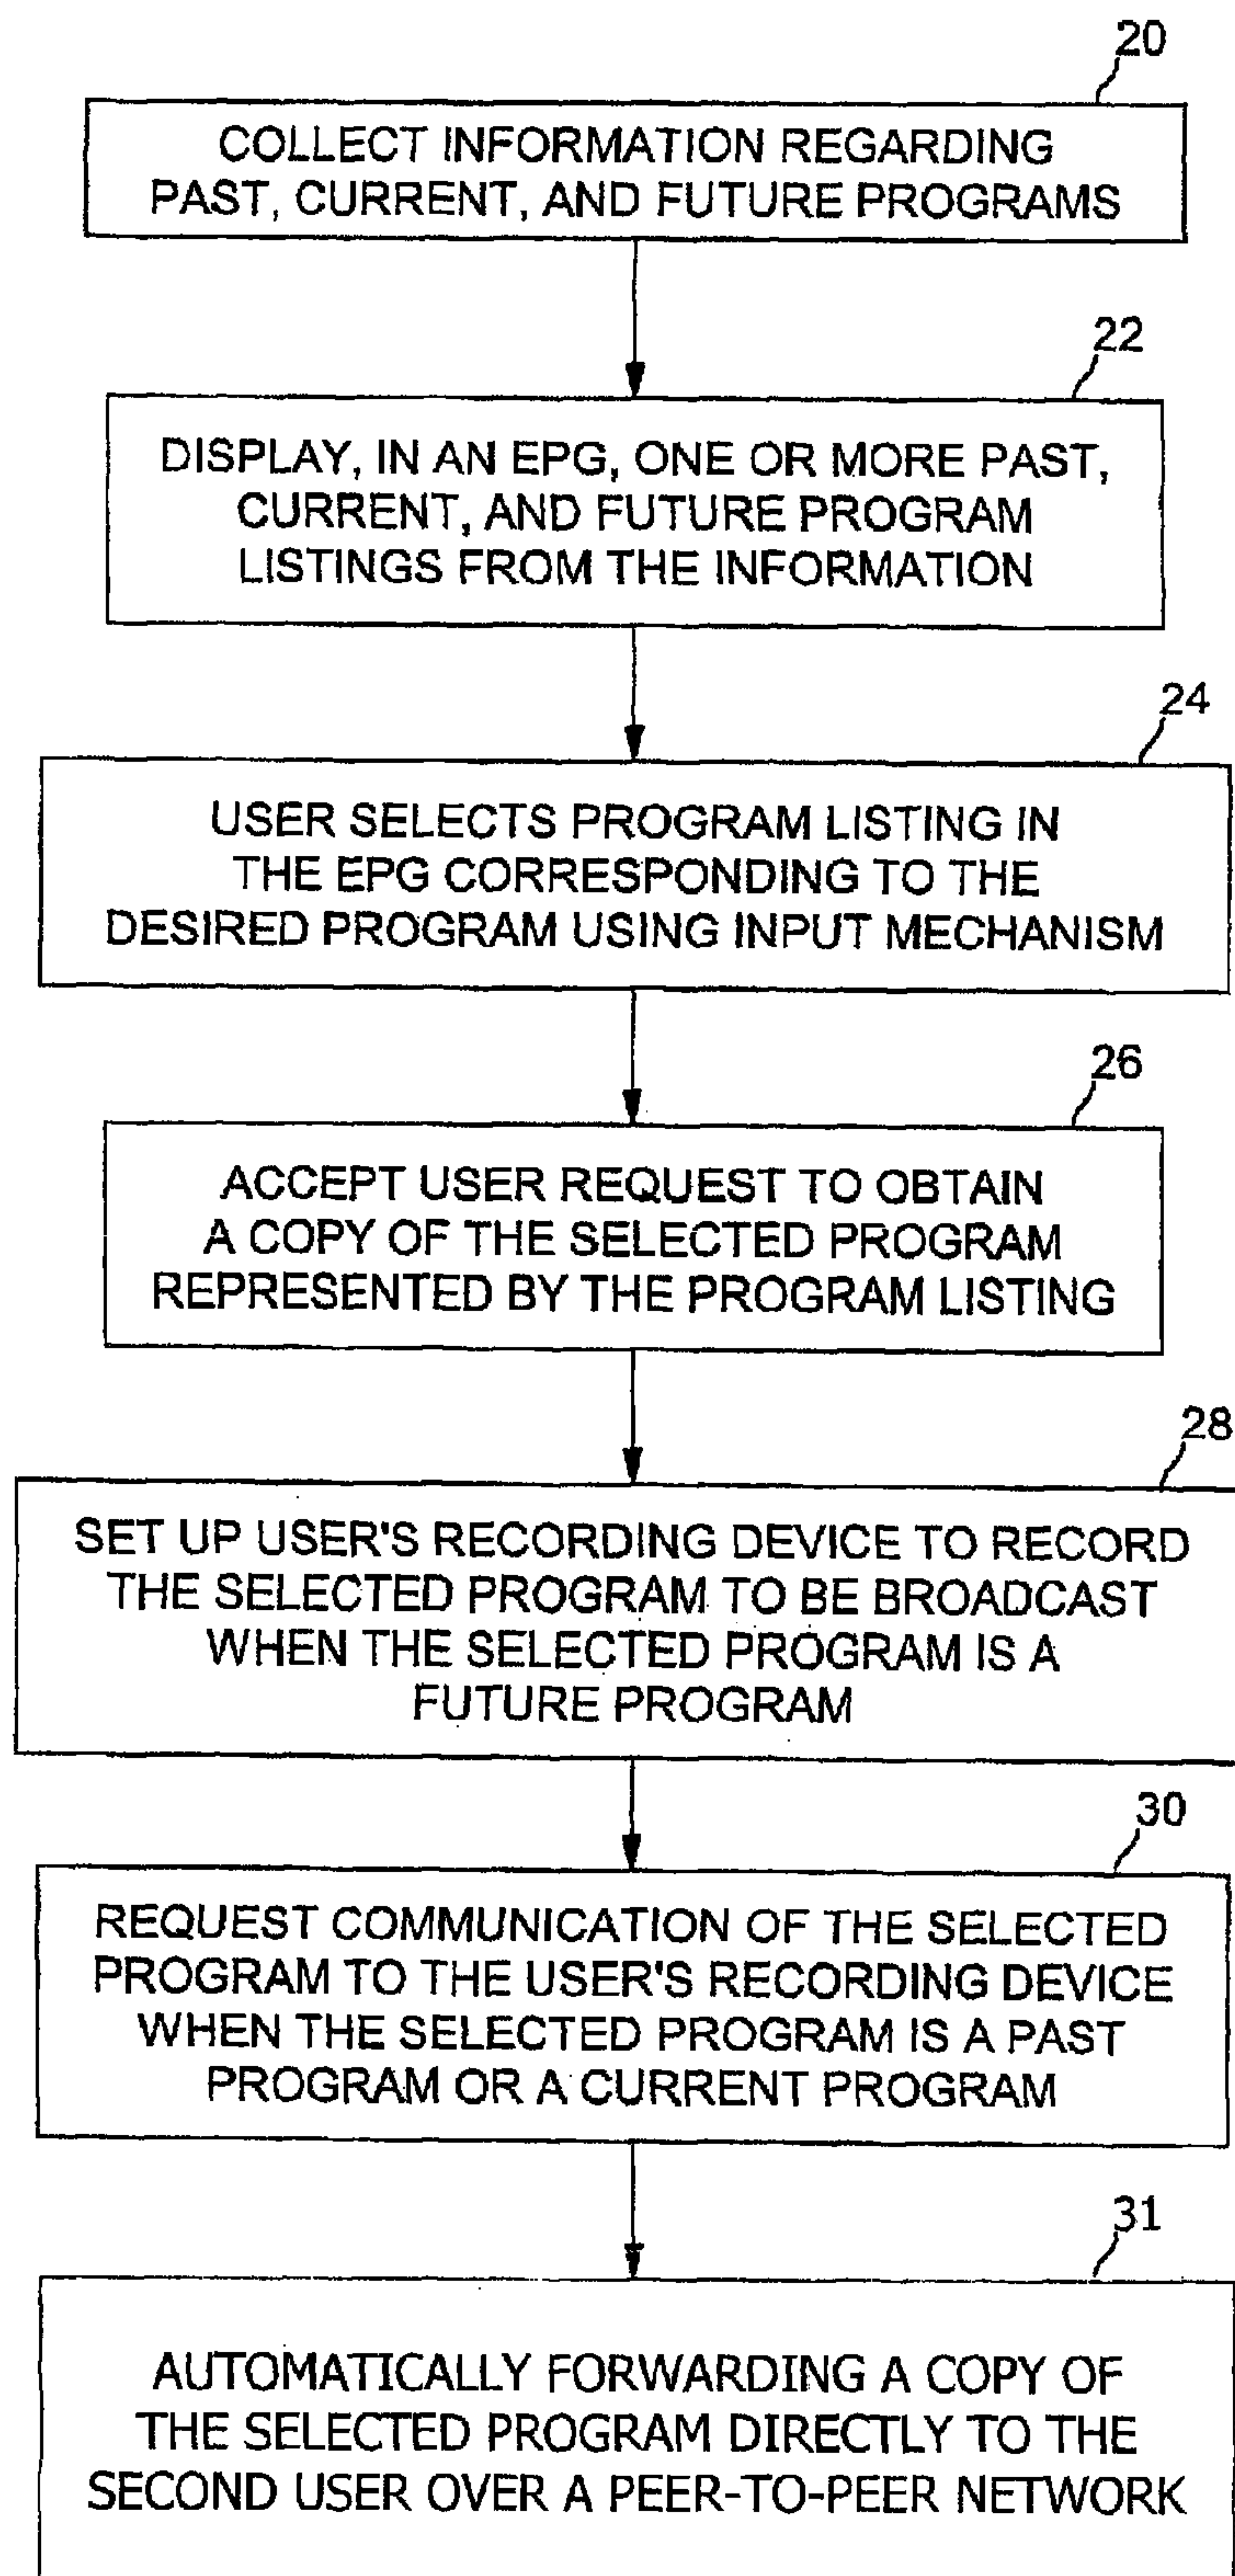 20
COLLECT INFORMATION REGARDING
PAST, CURRENT, AND FUTURE PROGRAMS
22
DISPLAY, IN AN EPG, ONE OR MORE PAST,
CURRENT, AND FUTURE PROGRAM
LISTINGS FROM THE INFORMATION
24
USER SELECTS PROGRAM LISTING IN
THE EPG CORRESPONDING TO THE
DESIRED PROGRAM USING INPUT MECHANISM
26
ACCEPT USER REQUEST TO OBTAIN
A COPY OF THE SELECTED PROGRAM
REPRESENTED BY THE PROGRAM LISTING
28
SET UP USER'S RECORDING DEVICE TO RECORD
THE SELECTED PROGRAM TO BE BROADCAST
WHEN THE SELECTED PROGRAM IS A
FUTURE PROGRAM
30
REQUEST COMMUNICATION OF THE SELECTED
PROGRAM TO THE USER'S RECORDING DEVICE
WHEN THE SELECTED PROGRAM IS A PAST
PROGRAM OR A CURRENT PROGRAM
31
AUTOMATICALLY FORWARDING A COPY OF
THE SELECTED PROGRAM DIRECTLY TO THE
SECOND USER OVER A PEER-TO-PEER NETWORK